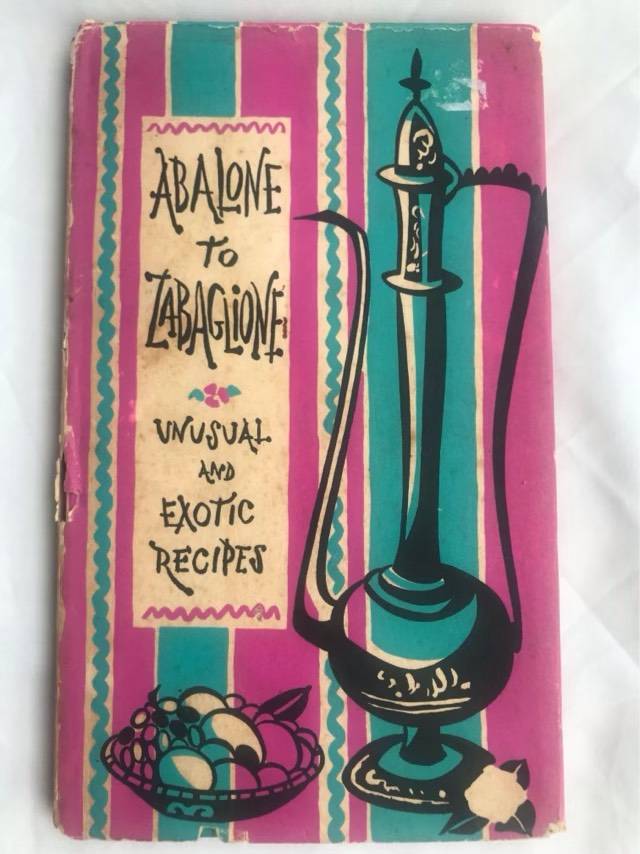 ABALONE
TO
ZABAGLIONE
UNUSUAL
AND
EXOTIC
RECIPES